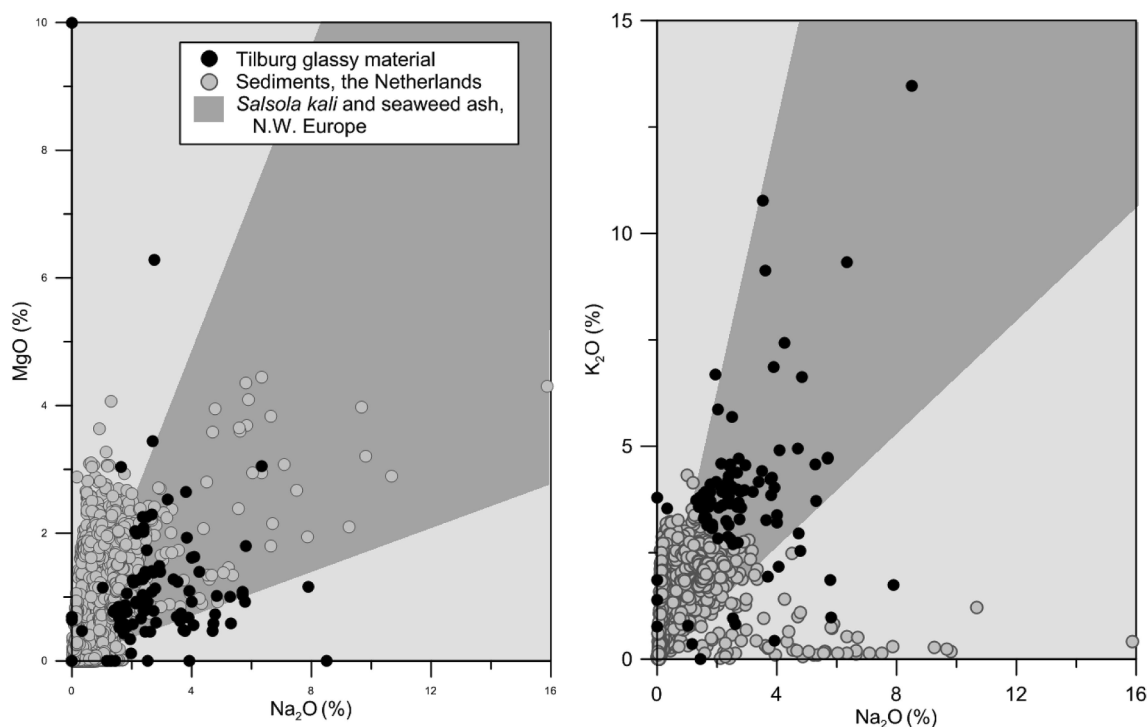 10
8
6
4
2
0
MgO (%)
0
4
8
12
16
Na₂O (%)
Tilburg glassy material
Sediments, the Netherlands
Salsola kali and seaweed ash,
N.W. Europe
15
10
5
0
K₂O (%)
0
4
8
12
16
Na₂O (%)